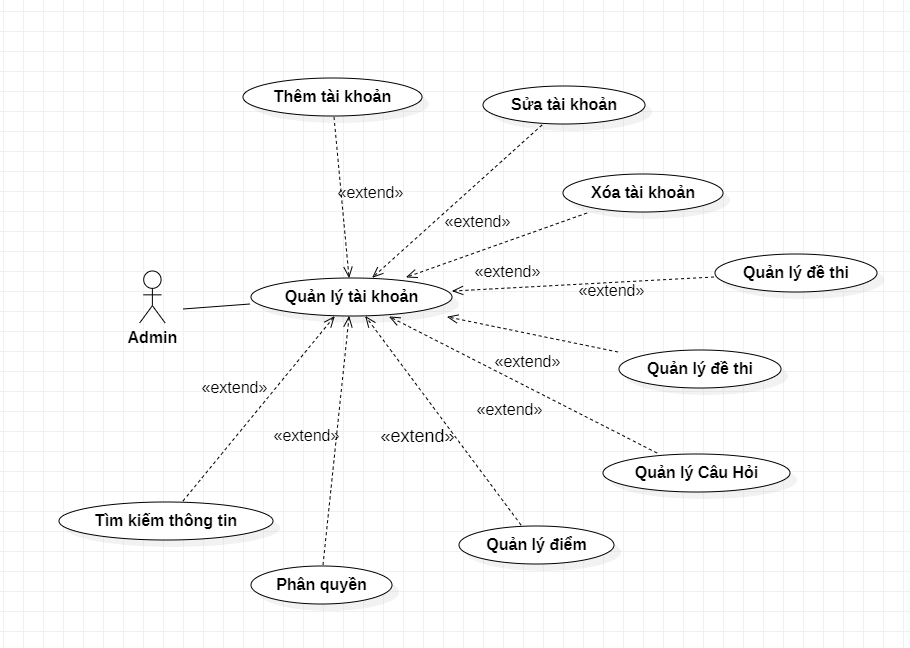 Thêm tài khoản
Sửa tài khoản
«extend»
Xóa tài khoản
«extend»
«extend»
Quản lý đề thi
«extend»
Quản lý tài khoản
Admin
«extend»
Quản lý đề thi
«extend»
«extend»
«extend»
«extend»
Quản lý Câu Hỏi
Tìm kiếm thông tin
Quản lý điểm
Phân quyền